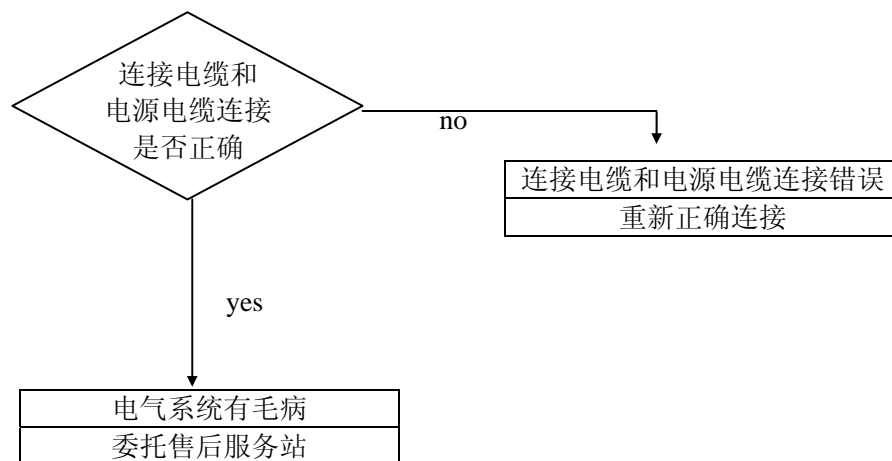 连接电缆和
电源电缆连接
是否正确
no
连接电缆和电源电缆连接错误
重新正确连接
yes
电气系统有毛病
委托售后服务站